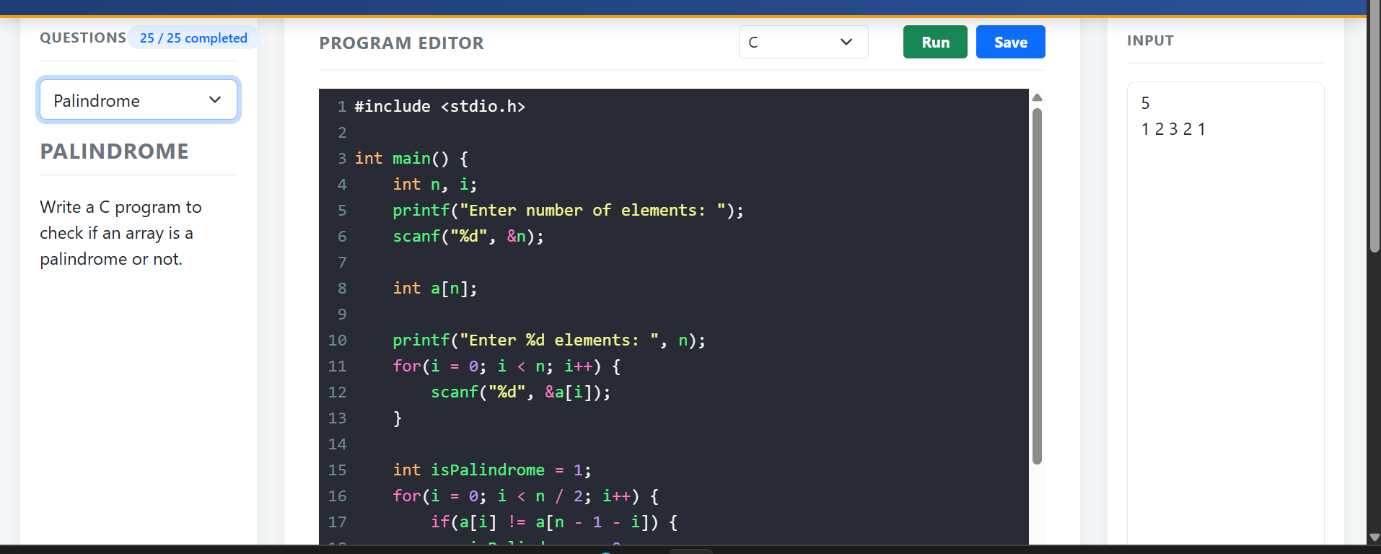 QUESTIONS 25 / 25 completed
Palindrome
PALINDROME
Write a C program to
check if an array is a
palindrome or not.
PROGRAM EDITOR C Run Save
1 #include <stdio.h>
2
3 int main() {
4     int n, i;
5     printf("Enter number of elements: ");
6     scanf("%d", &n);
7
8     int a[n];
9
10     printf("Enter %d elements: ", n);
11     for(i = 0; i < n; i++) {
12         scanf("%d", &a[i]);
13     }
14
15     int isPalindrome = 1;
16     for(i = 0; i < n / 2; i++) {
17         if(a[i] != a[n - 1 - i]) {
INPUT
5
1 2 3 2 1